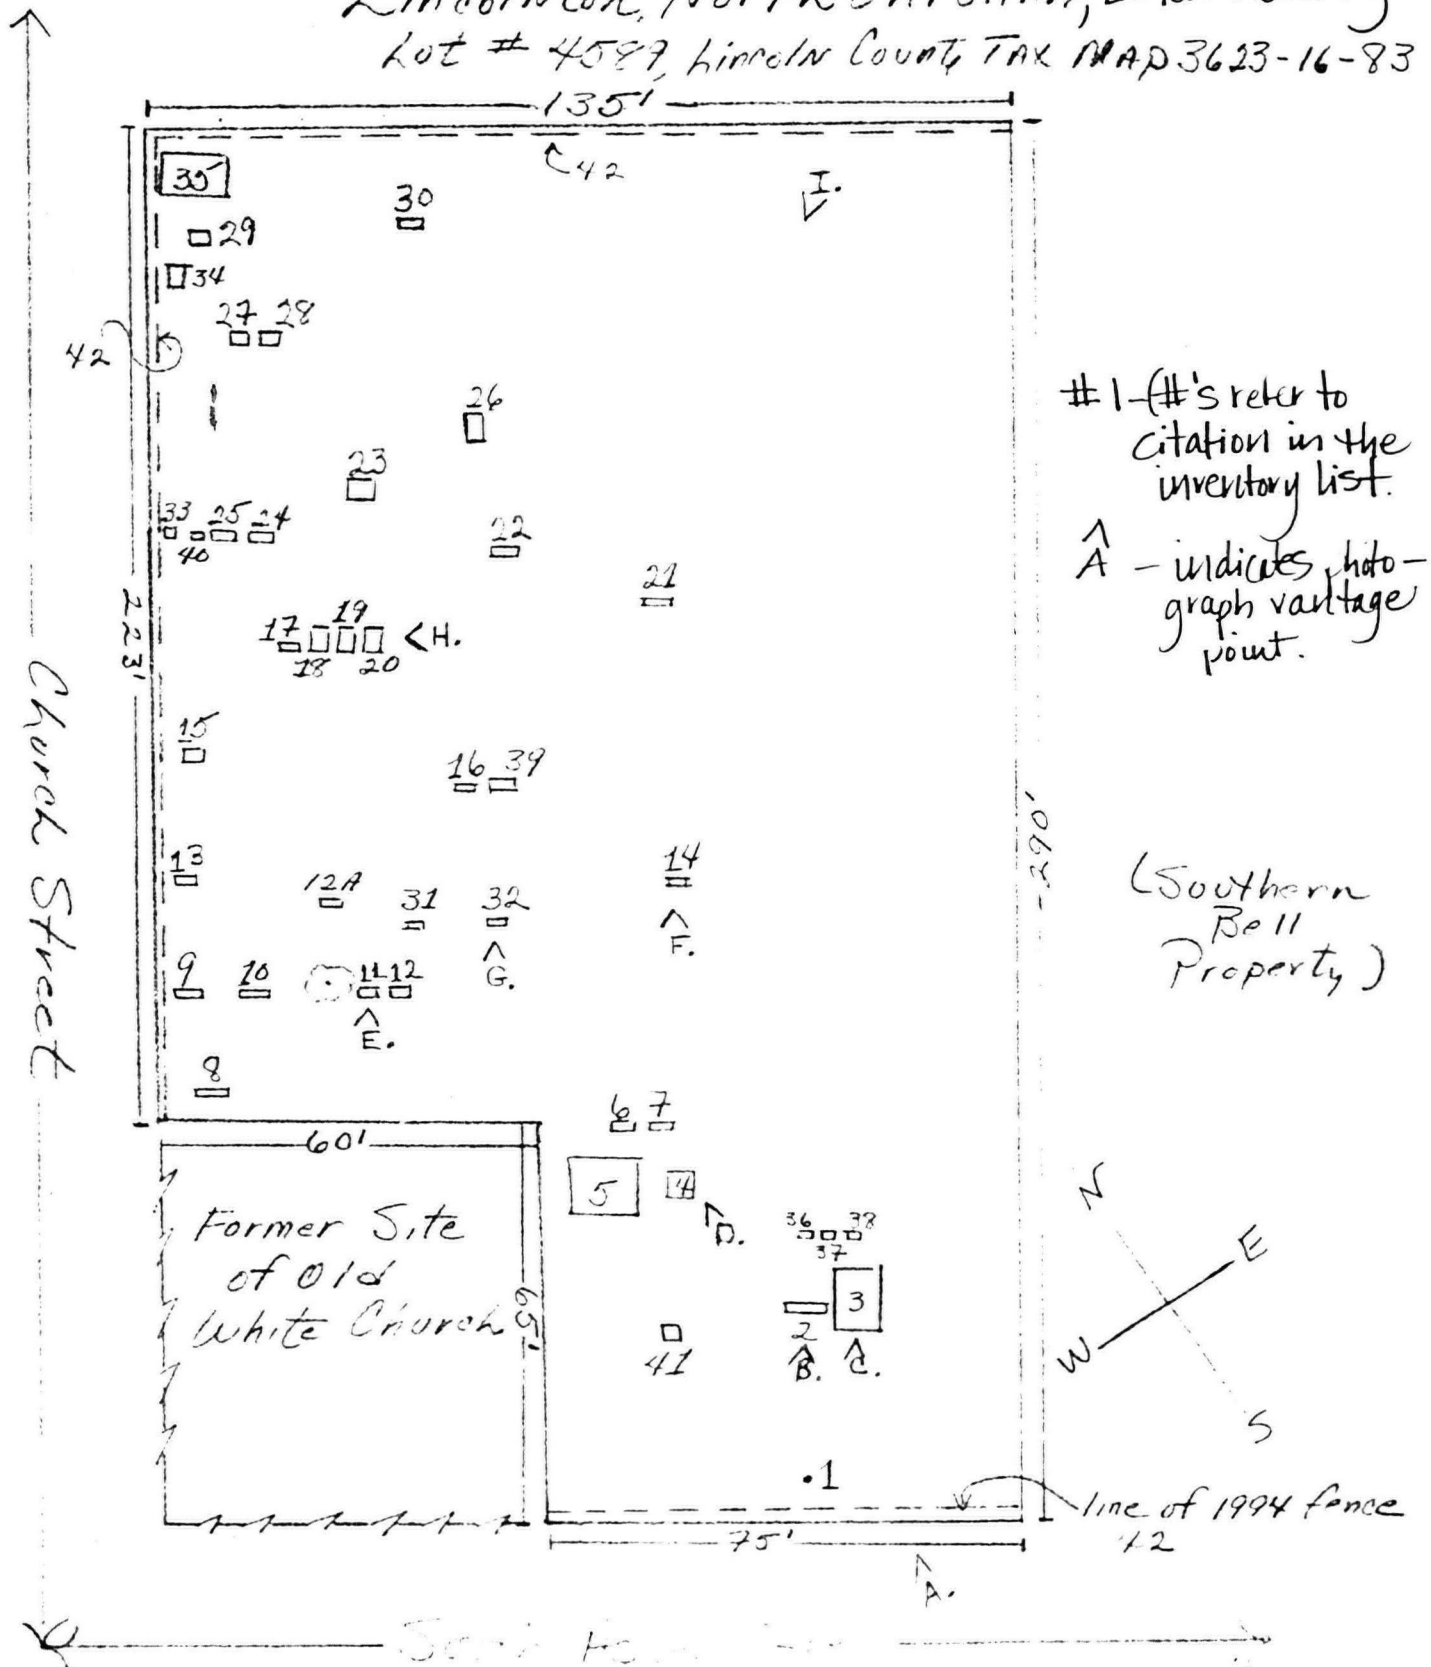 Lincolnton, North Carolina,
Lot # 4589, Lincoln County TAX MAP 3623-16-83
135'
42
I.
35
30
29
34
27 28
42
26
23
33 25 24
40
22
21
19
17
18 20
<H.
223'
Church Street
15
16 39
13
12A
31
32
14
G.
F.
9
10
11 12
E.
8
6 7
60'
5
4
D.
36 38
37
3
2
B. C.
41
65'
Former Site
of Old
White Church
.1
75'
A.
290'
#1-(#'s refer to
citation in the
inventory list.
A - indicates photo-
graph vantage
point.
(Southern
Bell
Property)
N
E
W
S
line of 1994 fence
42